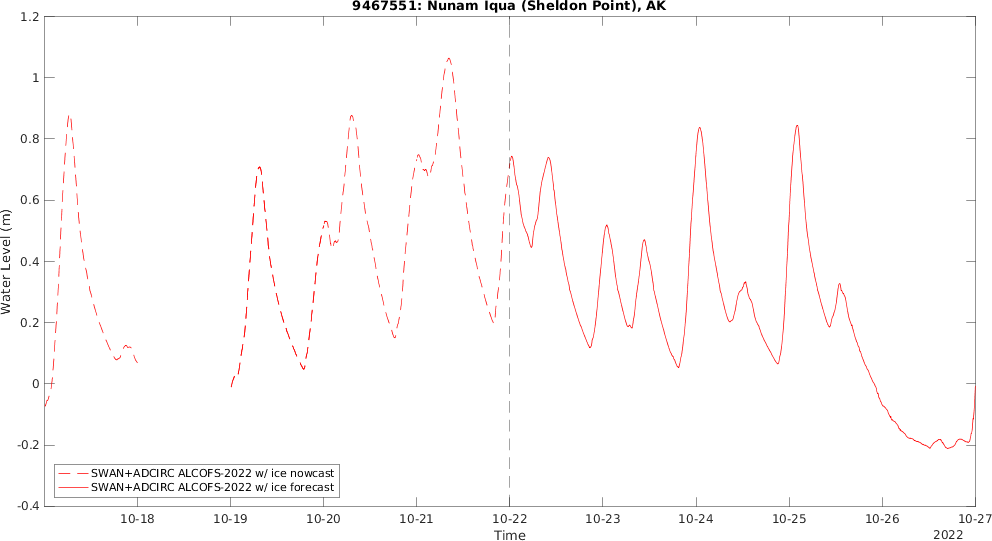 9467551: Nunam Iqua (Sheldon Point), AK
1.2
1
0.8
0.6
0.4
0.2
0
-0.2
-0.4
Water Level (m)
SWAN+ADCIRC ALCOFS-2022 w/ ice nowcast
SWAN+ADCIRC ALCOFS-2022 w/ ice forecast
10-18 10-19 10-20 10-21 10-22 10-23 10-24 10-25 10-26 10-27
Time
2022